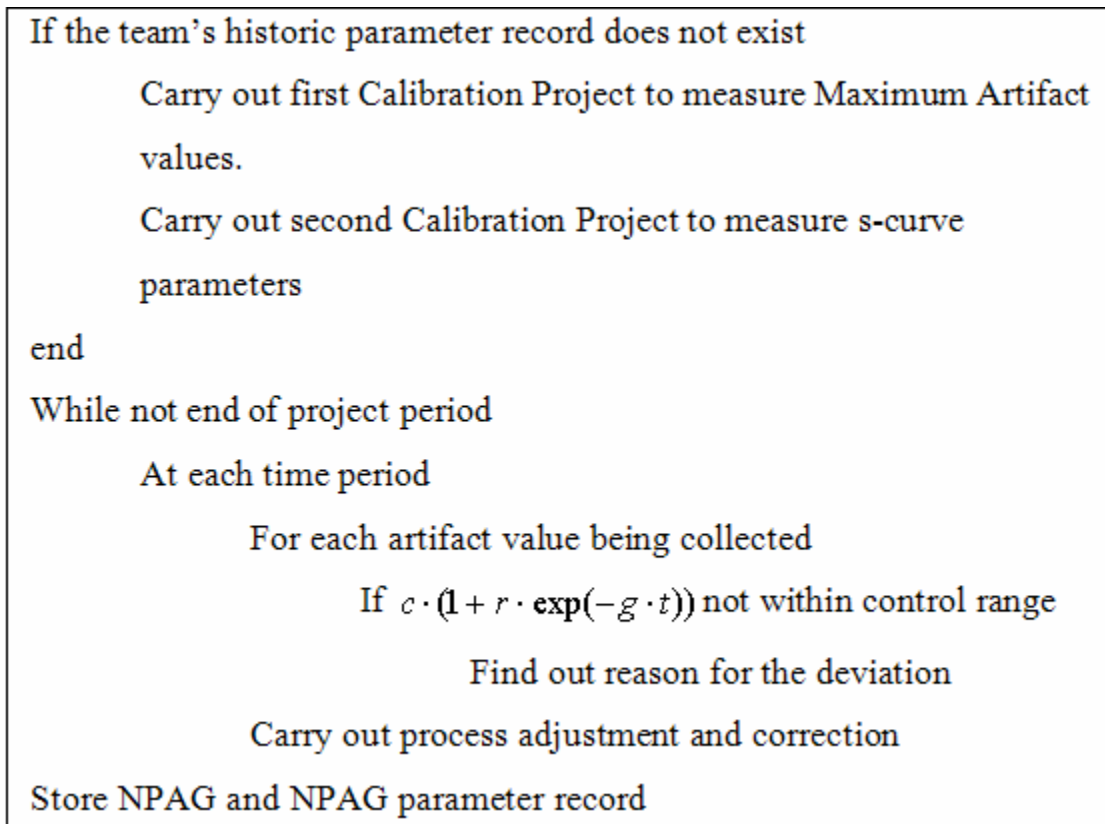 If the team’s historic parameter record does not exist
Carry out first Calibration Project to measure Maximum Artifact
values.
Carry out second Calibration Project to measure s-curve
parameters
end
While not end of project period
At each time period
For each artifact value being collected
If c · (1 + r · exp(−g · t)) not within control range
Find out reason for the deviation
Carry out process adjustment and correction
Store NPAG and NPAG parameter record